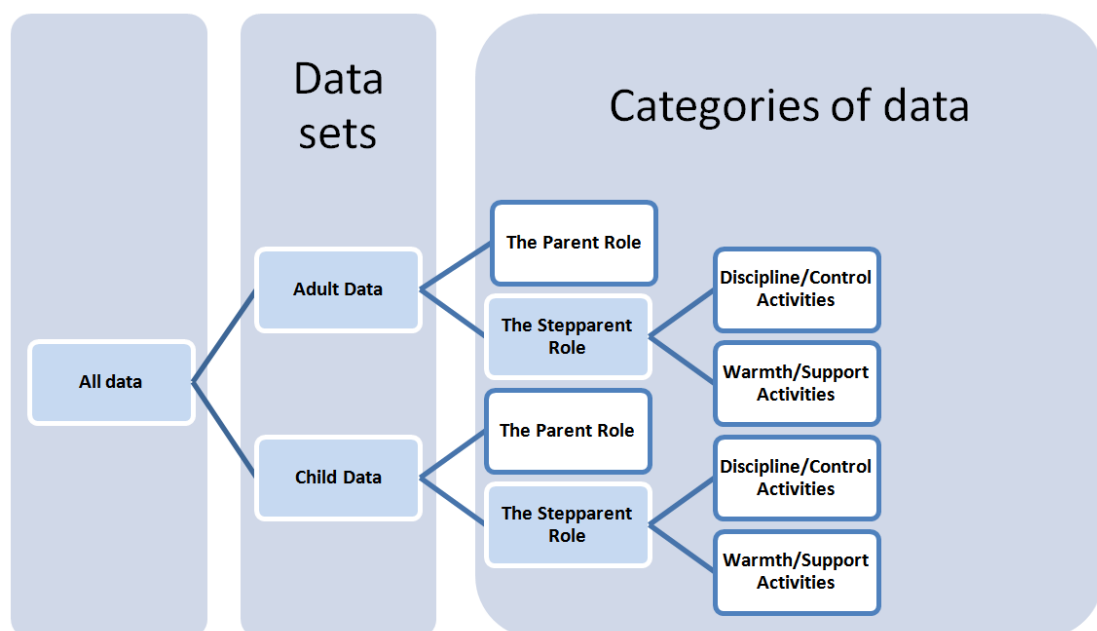 Data
sets
Categories of data
The Parent Role
Adult Data
Discipline/Control
Activities
The Stepparent
Role
Warmth/Support
Activities
All data
The Parent Role
Child Data
Discipline/Control
Activities
The Stepparent
Role
Warmth/Support
Activities